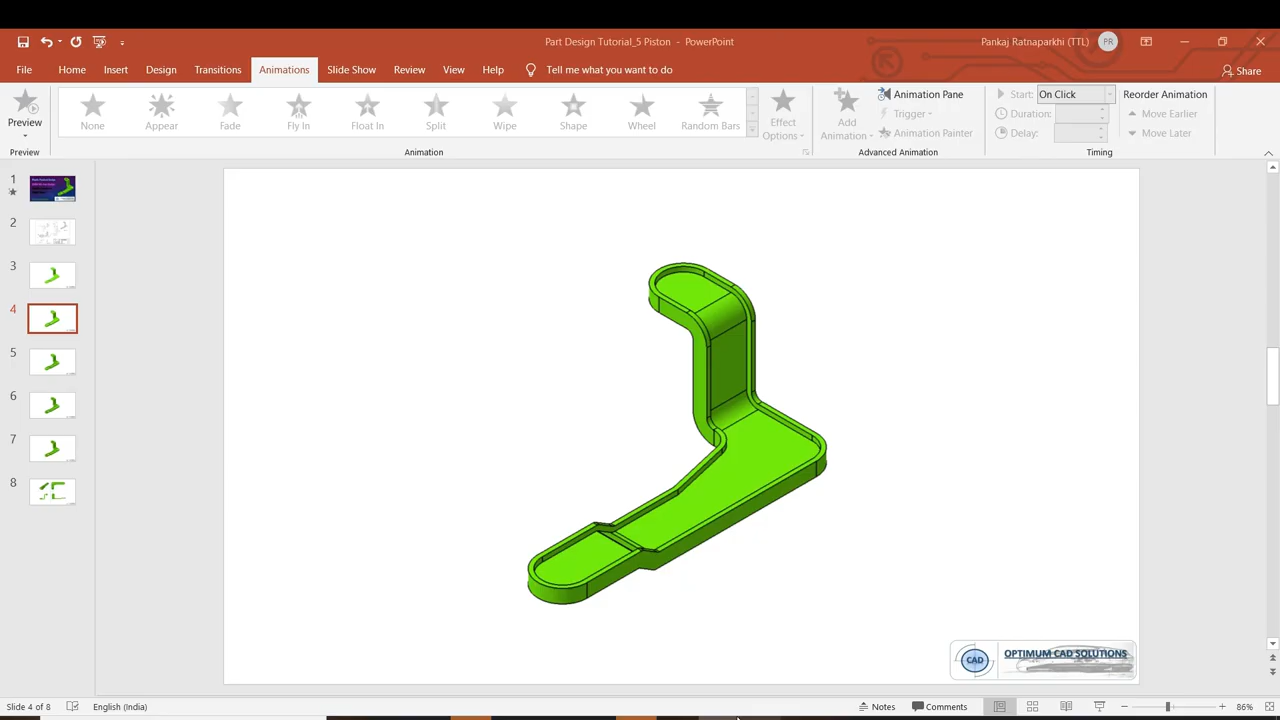 Part Design Tutorial_5 Piston - PowerPoint
Pankaj Ratnaparkhi (TTL) PR
File Home Insert Design Transitions Animations Slide Show Review View Help Tell me what you want to do Share
Preview
None Appear Fade Fly In Float In Split Wipe Shape Wheel Random Bars
Effect Options
Add Animation
Animation Pane
Trigger
Animation Painter
Start: On Click
Duration:
Delay:
Reorder Animation
Move Earlier
Move Later
Preview Animation Advanced Animation Timing
1
2
3
4
5
6
7
8
CAD OPTIMUM CAD SOLUTIONS
Slide 4 of 8 English (India) Notes Comments 86%